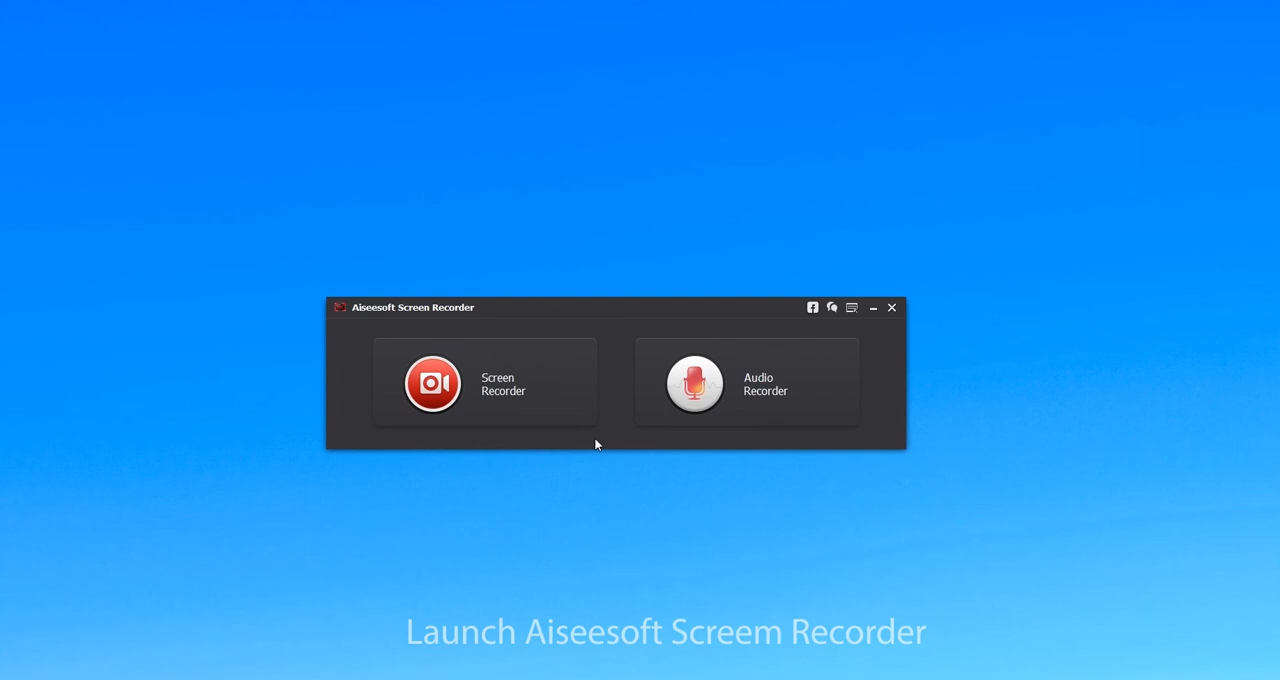 Aiseesoft Screen Recorder
Screen
Recorder
Audio
Recorder
Launch Aiseesoft Screem Recorder